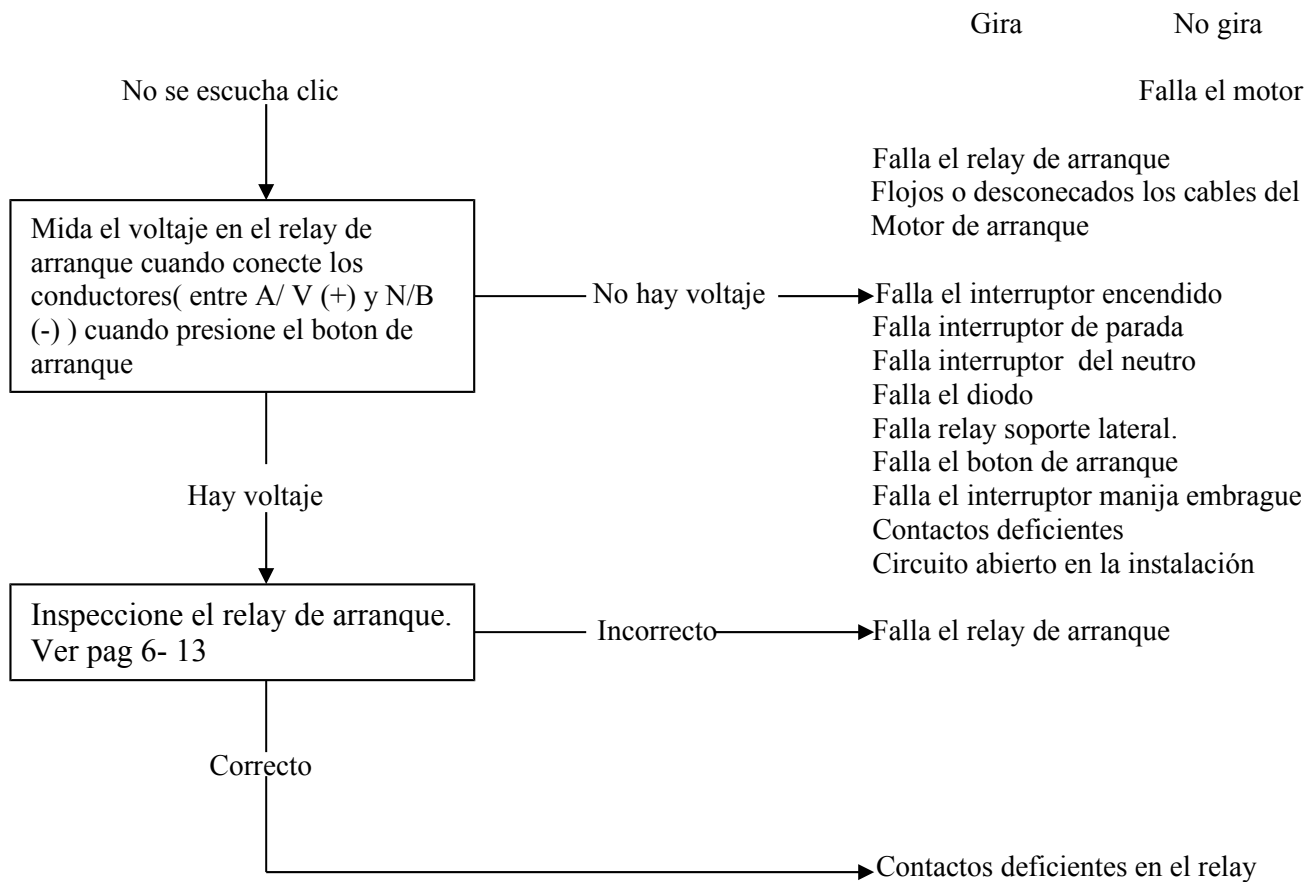 Gira No gira
No se escucha clic Falla el motor
Falla el relay de arranque
Flojos o desconecados los cables del
Motor de arranque
Mida el voltaje en el relay de
arranque cuando conecte los
conductores( entre A/ V (+) y N/B
(-) ) cuando presione el boton de
arranque
No hay voltaje
Falla el interruptor encendido
Falla interruptor de parada
Falla interruptor del neutro
Falla el diodo
Falla relay soporte lateral.
Falla el boton de arranque
Falla el interruptor manija embrague
Contactos deficientes
Circuito abierto en la instalación
Hay voltaje
Inspeccione el relay de arranque.
Ver pag 6- 13
Incorrecto
Falla el relay de arranque
Correcto
Contactos deficientes en el relay